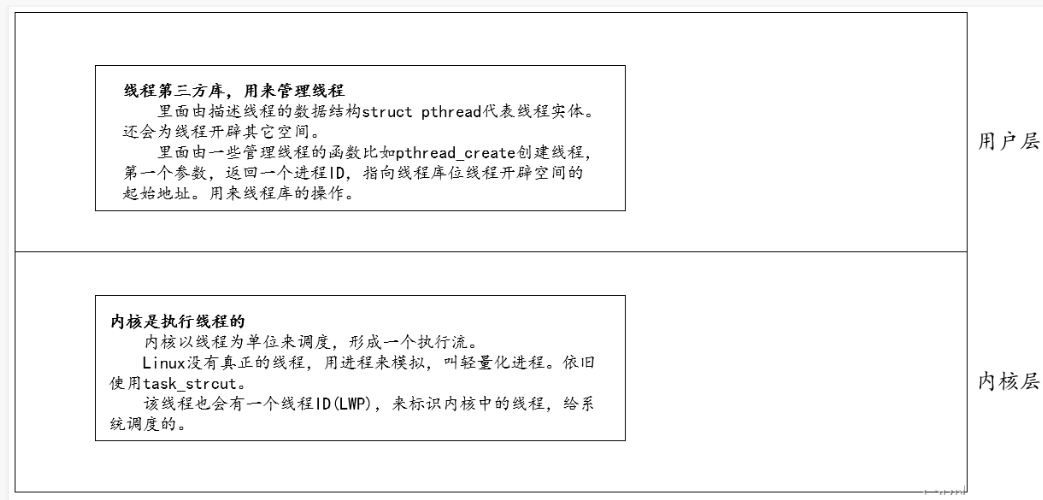 线程第三方库，用来管理线程
里面由描述线程的数据结构struct pthread代表线程实体。
还会为线程开辟其它空间。
里面由一些管理线程的函数比如pthread_create创建线程，
第一个参数，返回一个进程ID，指向线程库位线程开辟空间的
起始地址。用来线程库的操作。
用户层
内核是执行线程的
内核以线程为单位来调度，形成一个执行流。
Linux没有真正的线程，用进程来模拟，叫轻量化进程。依旧
使用task_strcut。
该线程也会有一个线程ID(LWP)，来标识内核中的线程，给系
统调度的。
内核层